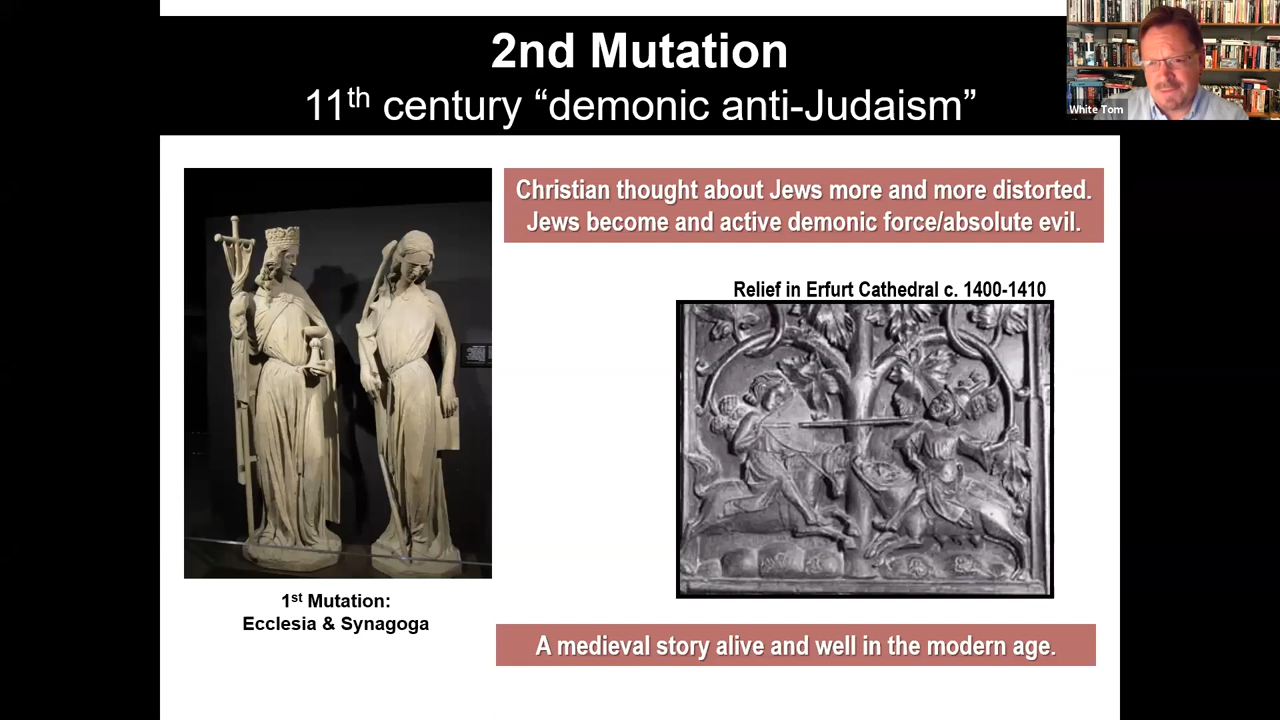 2nd Mutation
11th century “demonic anti-Judaism”
White Tom
Christian thought about Jews more and more distorted.
Jews become and active demonic force/absolute evil.
Relief in Erfurt Cathedral c. 1400-1410
1st Mutation:
Ecclesia & Synagoga
A medieval story alive and well in the modern age.